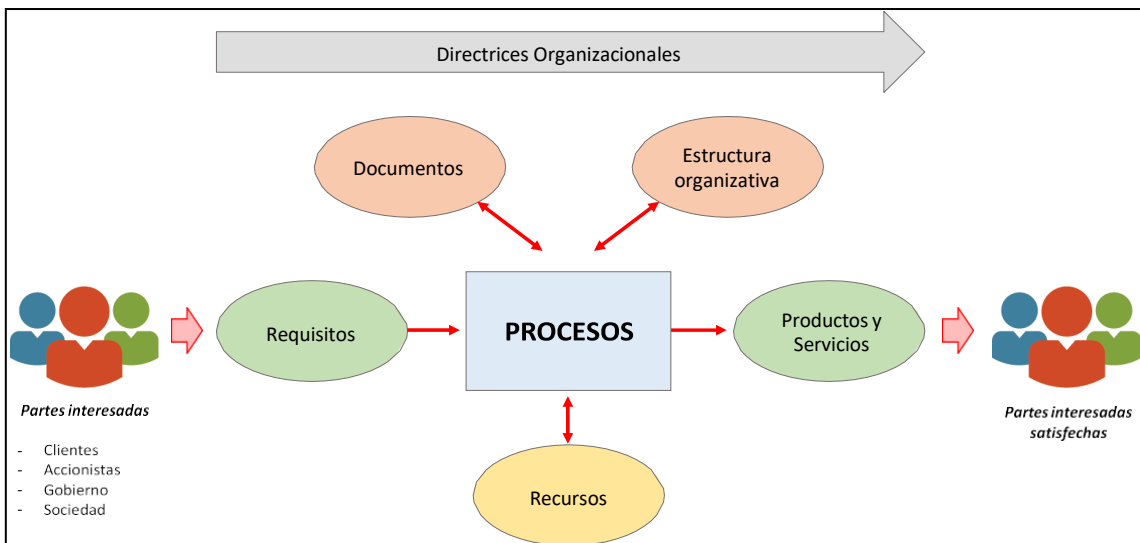 Directrices Organizacionales
Documentos
Estructura
organizativa
Requisitos
PROCESOS
Productos y
Servicios
Partes interesadas
- Clientes
- Accionistas
- Gobierno
- Sociedad
Recursos
Partes interesadas
satisfechas